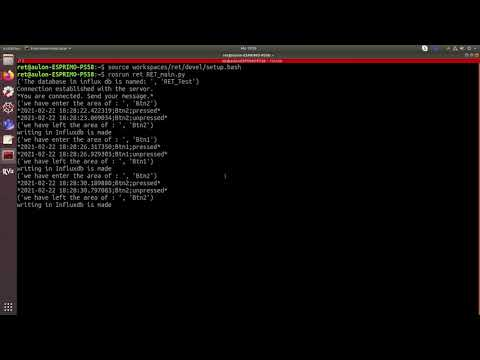 ret@aulon-ESPRIMO-P558:~$ source workspaces/ret/devel/setup.bash
ret@aulon-ESPRIMO-P558:~$ rosrun ret RET_main.py
('The database in influx db is named: ', 'RET_Test')
Connection established with the server.
*You are connected. Send your message.*
('we have enter the area of : ', 'Btn2')
*2021-02-22 18:28:22.422319;Btn2;pressed*
*2021-02-22 18:28:23.069034;Btn2;unpressed*
('we have left the area of : ', 'Btn2')
writing in Influxdb is made
('we have enter the area of : ', 'Btn1')
*2021-02-22 18:28:26.317350;Btn1;pressed*
*2021-02-22 18:28:26.929303;Btn1;unpressed*
('we have left the area of : ', 'Btn1')
writing in Influxdb is made
('we have enter the area of : ', 'Btn2')
*2021-02-22 18:28:30.189880;Btn2;pressed*
*2021-02-22 18:28:30.797083;Btn2;unpressed*
('we have left the area of : ', 'Btn2')
writing in Influxdb is made
RViz